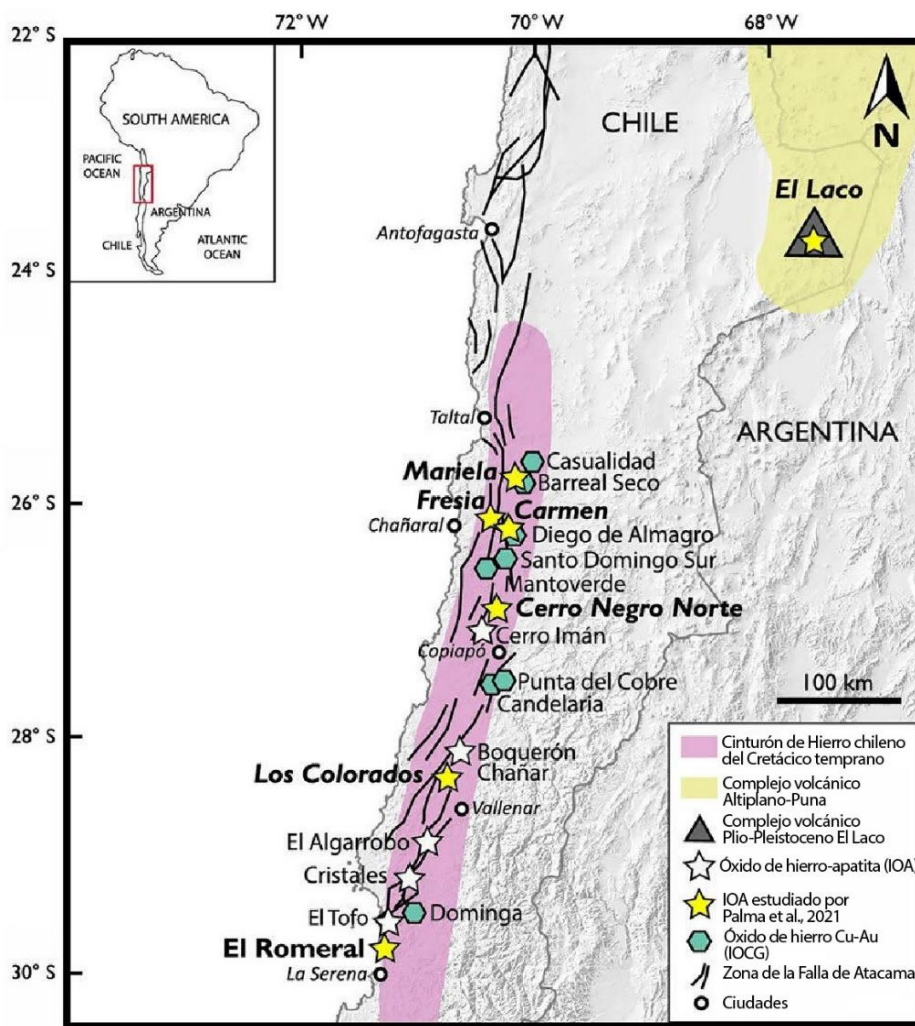 72° W
70° W
68° W
22° S
24° S
26° S
28° S
30° S
SOUTH AMERICA
PACIFIC
OCEAN
ARGENTINA
CHILE
ATLANTIC
OCEAN
CHILE
N
El Laco
Antofagasta
ARGENTINA
Taltal
Casualidad
Mariela
Barreal Seco
Fresia
Carmen
Chañaral
Diego de Almagro
Santo Domingo Sur
Mantoverde
Cerro Negro Norte
Cerro Imán
Copiapó
Punta del Cobre
Candelaria
100 km
Boquerón
Chañar
Los Colorados
Vallenar
El Algarrobo
Cristales
El Tofo
Dominga
El Romeral
La Serena
Cinturón de Hierro chileno
del Cretácico temprano
Complejo volcánico
Altiplano-Puna
Complejo volcánico
Plio-Pleistoceno El Laco
Óxido de hierro-apatita (IOA)
IOA estudiado por
Palma et al., 2021
Óxido de hierro Cu-Au
(IOCG)
Zona de la Falla de Atacama
Ciudades